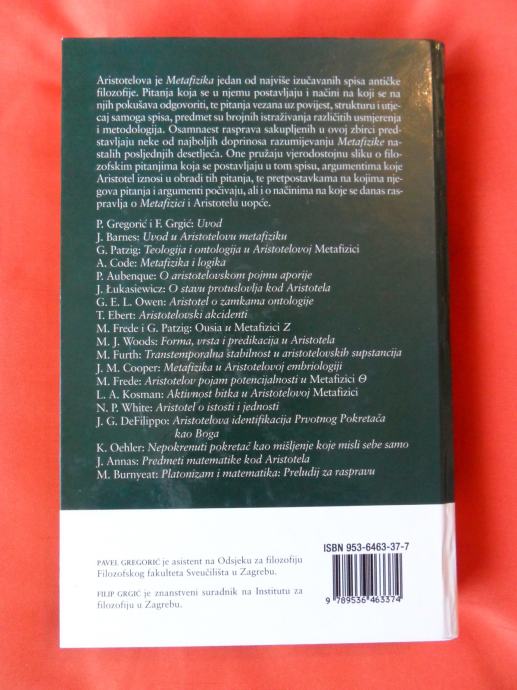 Aristotelova je Metafizika jedan od najviše izučavanih spisa antičke
filozofije. Pitanja koja se u njemu postavljaju i načini na koji se na
njih pokušava odgovoriti, te pitanja vezana uz povijest, strukturu i utje-
caj samoga spisa, predmet su brojnih istraživanja različitih usmjerenja
i metodologija. Osamnaest rasprava sakupljenih u ovoj zbirci pred-
stavljaju neke od najboljih doprinosa razumijevanju Metafizike na-
stalih posljednjih desetljeća. One pružaju vjerodostojnu sliku o filo-
zofskim pitanjima koja se postavljaju u tom spisu, argumentima koje
Aristotel iznosi u obradi tih pitanja, te pretpostavkama na kojima nje-
gova pitanja i argumenti počivaju, ali i o načinima na koje se danas ras-
pravlja o Metafizici i Aristotelu uopće.
P. Gregorić i F. Grgić: Uvod
J. Barnes: Uvod u Aristotelovu metafiziku
G. Patzig: Teologija i ontologija u Aristotelovoj Metafizici
A. Code: Metafizika i logika
P. Aubenque: O aristotelovskom pojmu aporije
J. Łukasiewicz: O stavu protuslovlja kod Aristotela
G. E. L. Owen: Aristotel o zamkama ontologije
T. Ebert: Aristotelovski akcidenti
M. Frede i G. Patzig: Ousia u Metafizici Z
M. J. Woods: Forma, vrsta i predikacija u Aristotela
M. Furth: Transtemporalna stabilnost u aristotelovskih supstancija
J. M. Cooper: Metafizika u Aristotelovoj embriologiji
M. Frede: Aristotelov pojam potencijalnosti u Metafizici Θ
L. A. Kosman: Aktivnost bitka u Aristotelovoj Metafizici
N. P. White: Aristotel o istosti i jednosti
J. G. DeFilippo: Aristotelova identifikacija Prvotnog Pokretača
kao Boga
K. Oehler: Nepokrenuti pokretač kao mišljenje koje misli sebe samo
J. Annas: Predmeti matematike kod Aristotela
M. Burnyeat: Platonizam i matematika: Preludij za raspravu
PAVEL GREGORIĆ je asistent na Odsjeku za filozofiju
Filozofskog fakulteta Sveučilišta u Zagrebu.
FILIP GRGIĆ je znanstveni suradnik na Institutu za
filozofiju u Zagrebu.
ISBN 953-6463-37-7
9 789536 463374